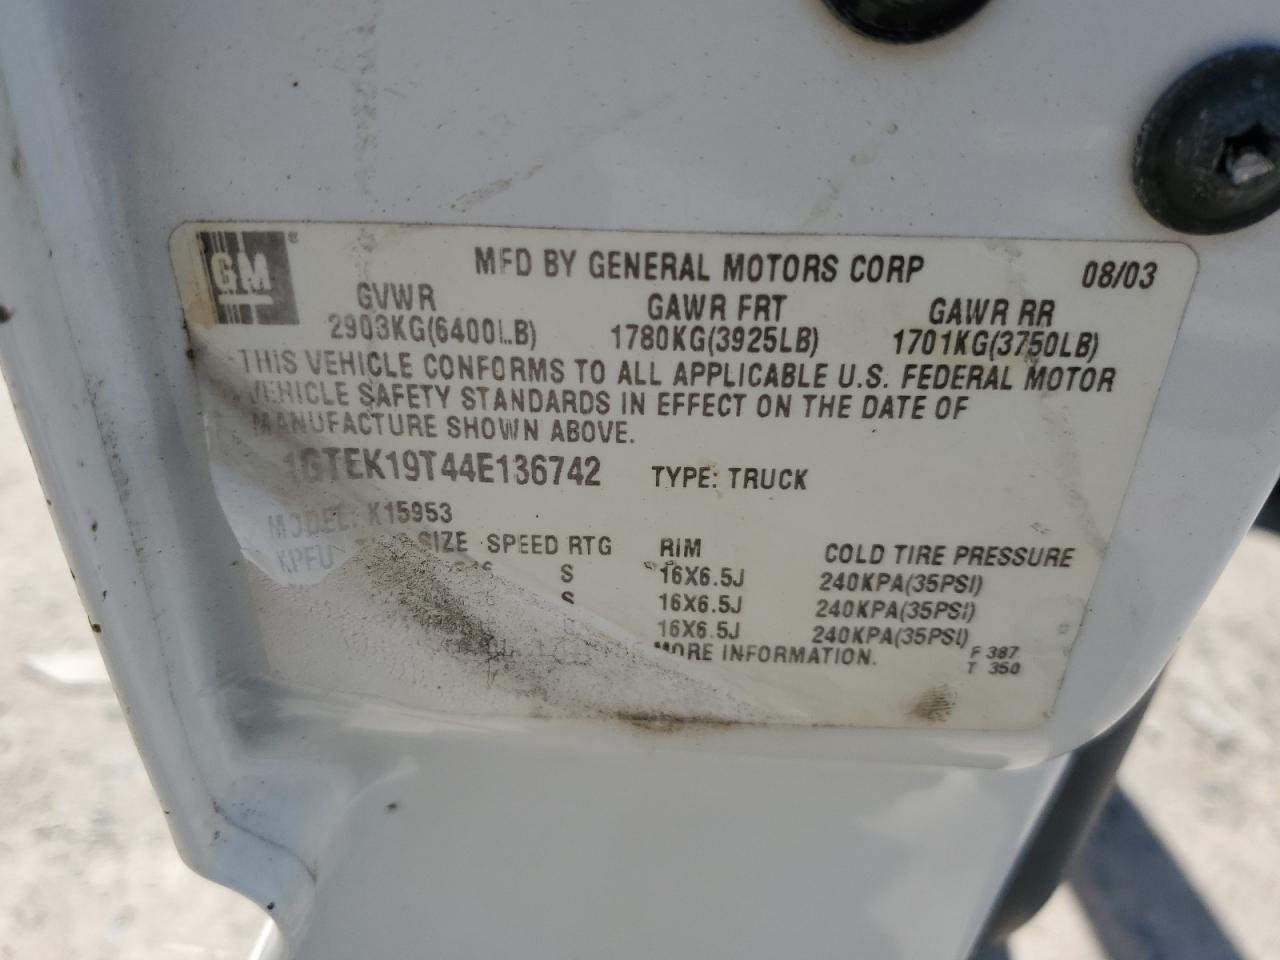 GM
MFD BY GENERAL MOTORS CORP 08/03
GVWR GAWR FRT GAWR RR
2903KG(6400LB) 1780KG(3925LB) 1701KG(3750LB)
THIS VEHICLE CONFORMS TO ALL APPLICABLE U.S. FEDERAL MOTOR
VEHICLE SAFETY STANDARDS IN EFFECT ON THE DATE OF
MANUFACTURE SHOWN ABOVE.
1GTEK19T44E136742 TYPE: TRUCK
MODEL: K15953
SIZE SPEED RTG RIM COLD TIRE PRESSURE
S 16X6.5J 240KPA(35PSI)
S 16X6.5J 240KPA(35PSI)
16X6.5J 240KPA(35PSI)
MORE INFORMATION. F 387
T 350